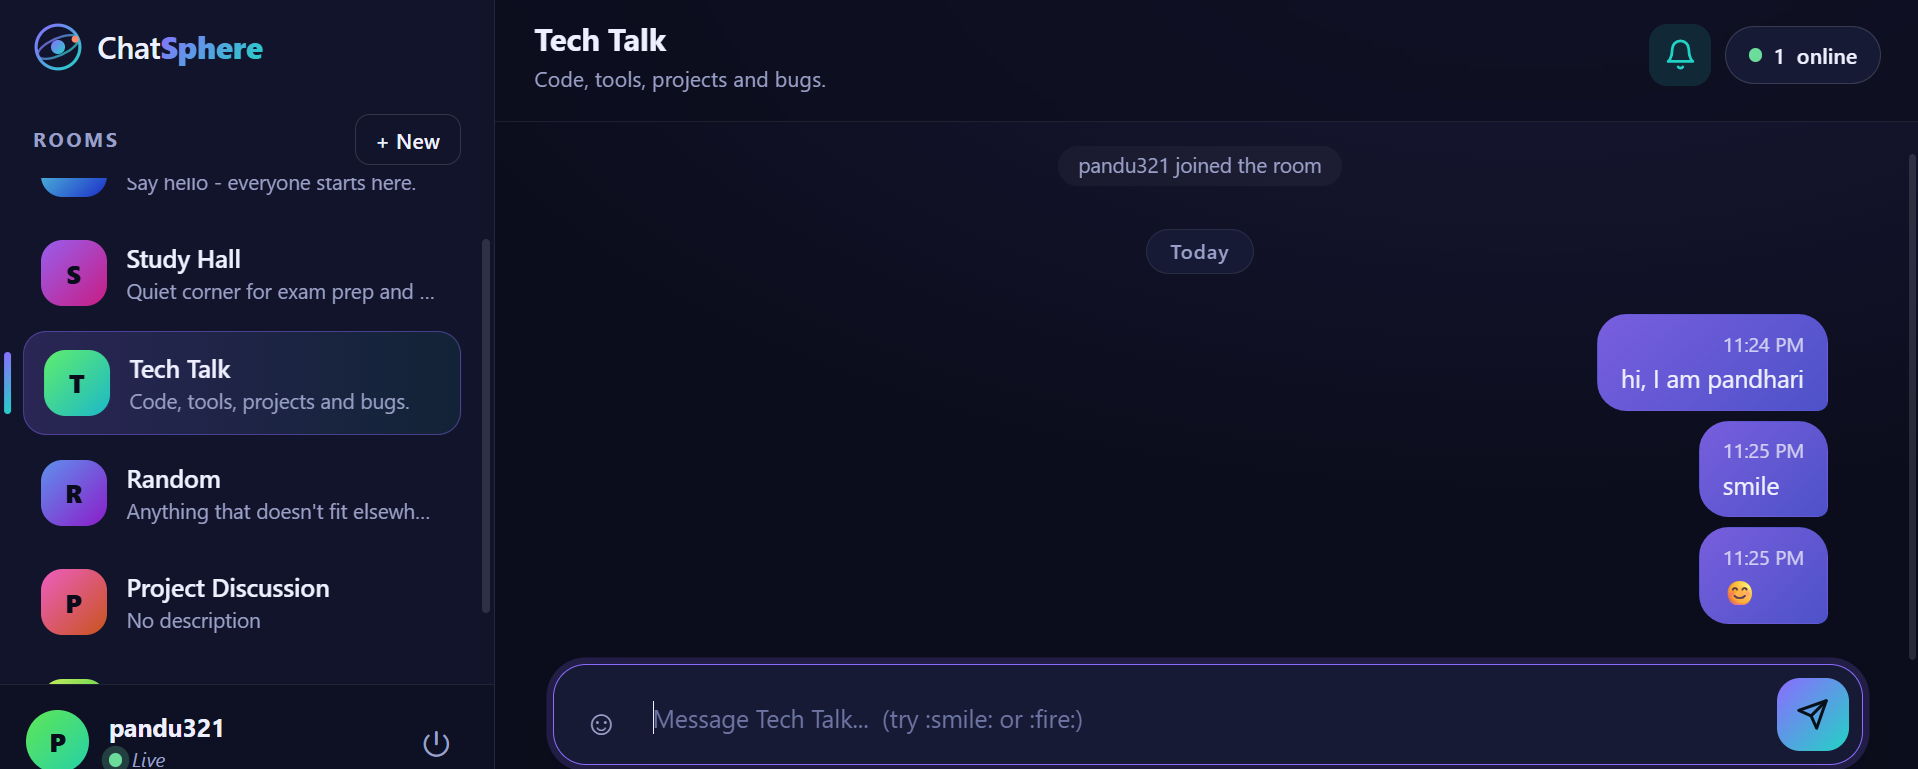 ChatSphere
ROOMS
+ New
Say hello - everyone starts here.
S
Study Hall
Quiet corner for exam prep and ...
T
Tech Talk
Code, tools, projects and bugs.
R
Random
Anything that doesn't fit elsewh...
P
Project Discussion
No description
P
pandu321
Live
Tech Talk
Code, tools, projects and bugs.
1 online
pandu321 joined the room
Today
11:24 PM
hi, I am pandhari
11:25 PM
smile
11:25 PM
😊
Message Tech Talk... (try :smile: or :fire:)